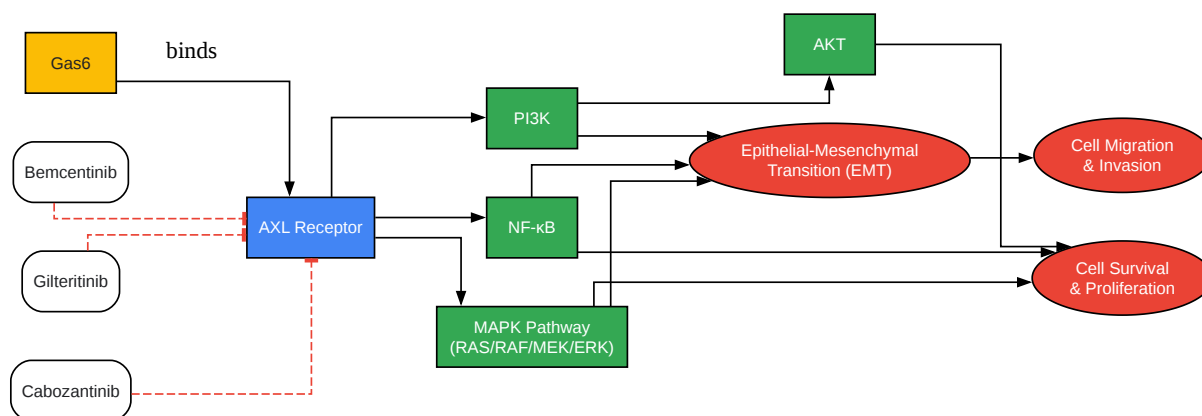 Gas6
binds
AKT
PI3K
Bemcentinib
Epithelial-Mesenchymal
Transition (EMT)
Cell Migration
& Invasion
AXL Receptor
NF-κB
Gilteritinib
Cell Survival
& Proliferation
MAPK Pathway
(RAS/RAF/MEK/ERK)
Cabozantinib